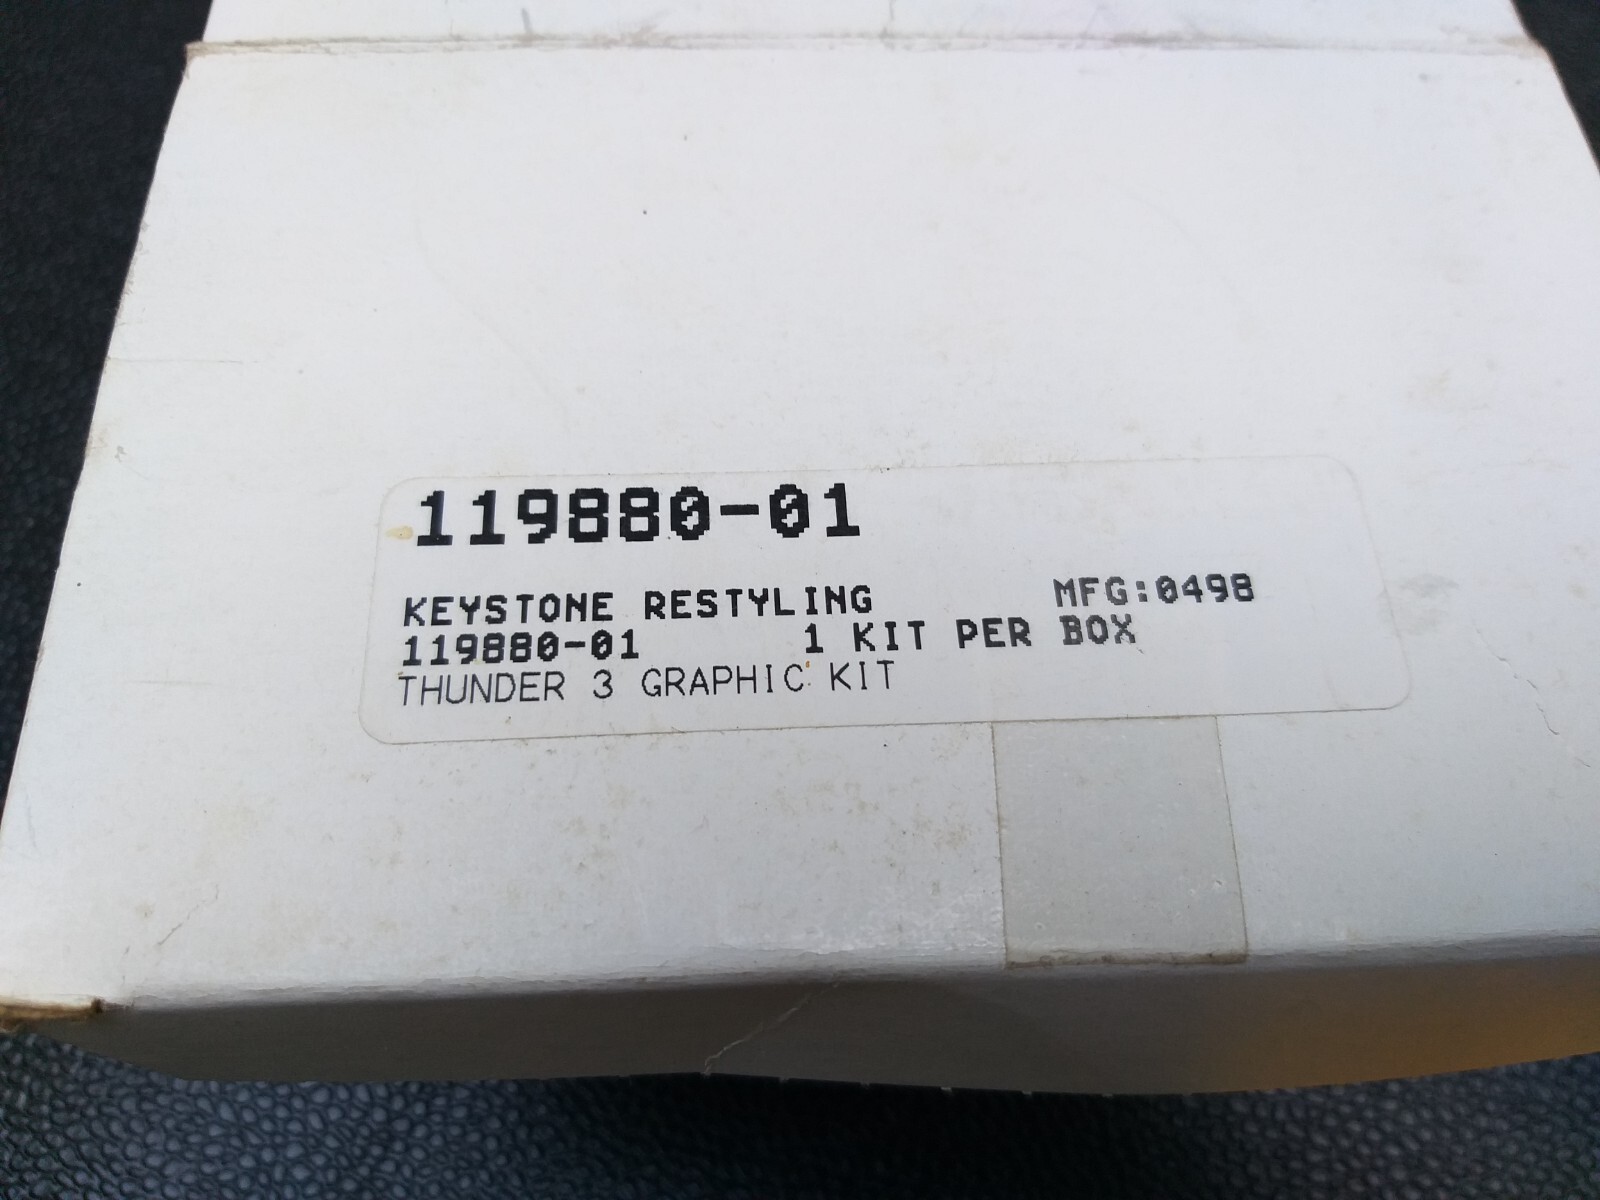 119880-01
KEYSTONE RESTYLING MFG:0498
119880-01 1 KIT PER BOX
THUNDER 3 GRAPHIC KIT